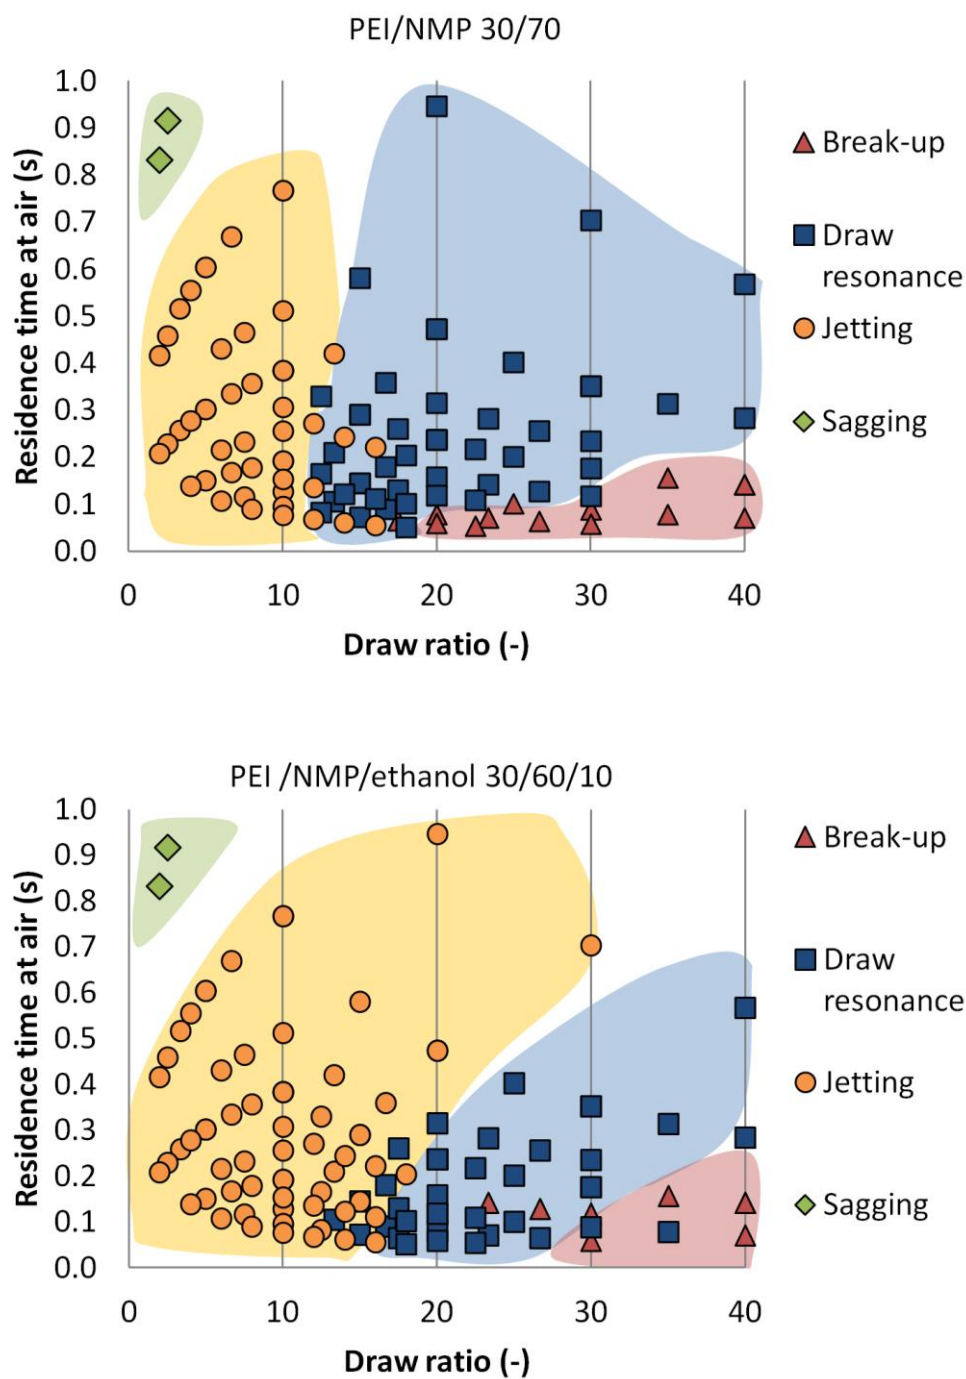 PEI/NMP 30/70
1.0
0.9
0.8
0.7
0.6
0.5
0.4
0.3
0.2
0.1
0.0
Residence time at air (s)
0 10 20 30 40
Draw ratio (-)
Break-up
Draw
resonance
Jetting
Sagging
PEI /NMP/ethanol 30/60/10
1.0
0.9
0.8
0.7
0.6
0.5
0.4
0.3
0.2
0.1
0.0
Residence time at air (s)
0 10 20 30 40
Draw ratio (-)
Break-up
Draw
resonance
Jetting
Sagging